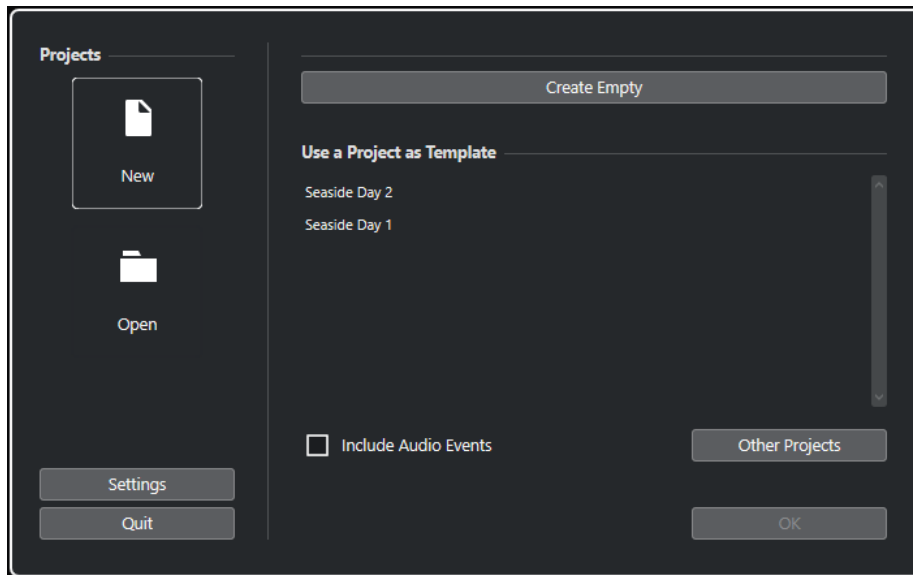 Projects
New
Open
Settings
Quit
Create Empty
Use a Project as Template
Seaside Day 2
Seaside Day 1
Include Audio Events
Other Projects
OK